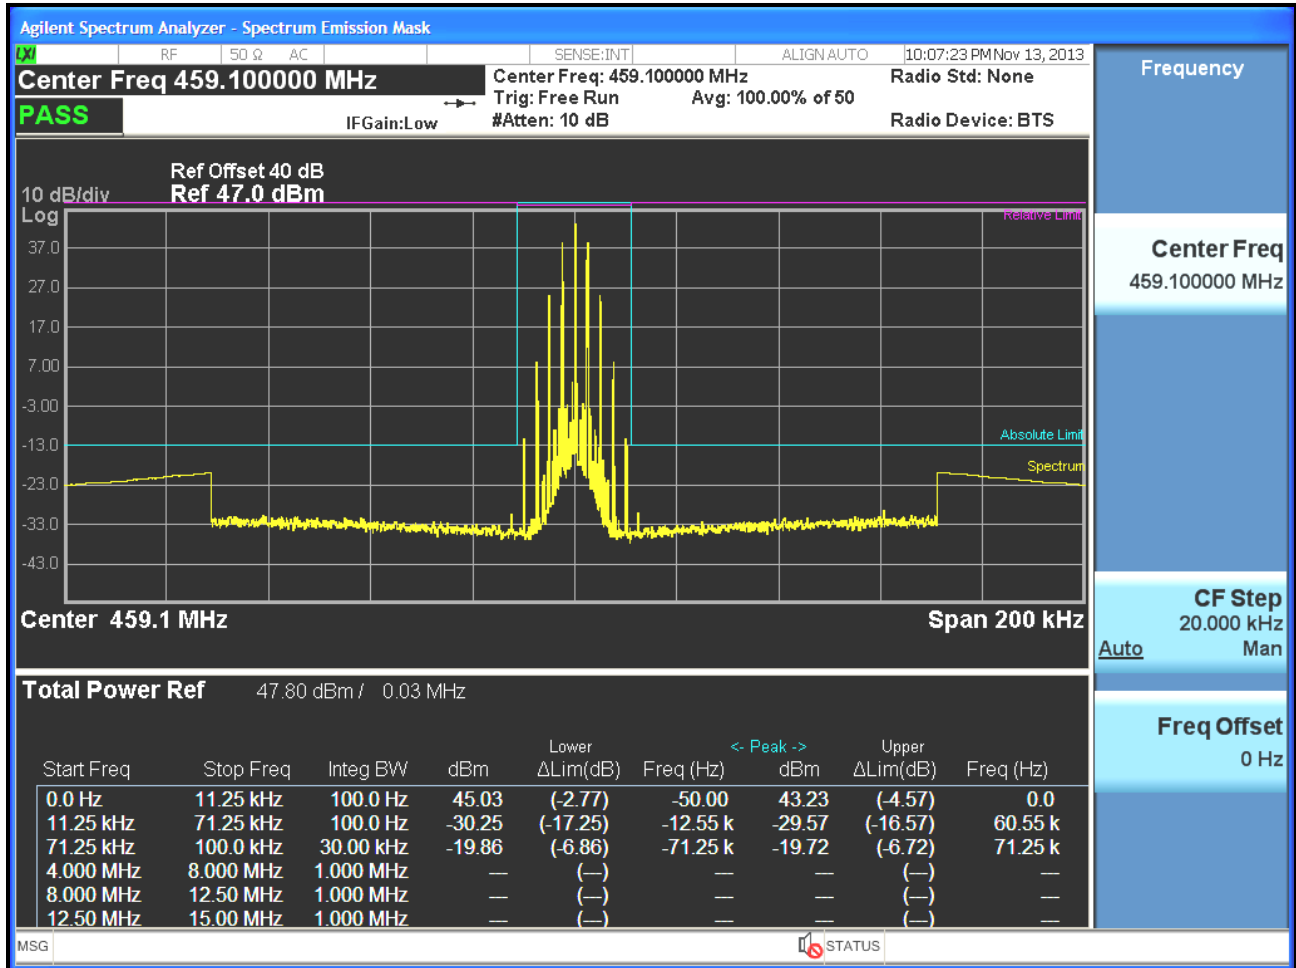 Agilent Spectrum Analyzer - Spectrum Emission Mask
LXI RF 50 Ω AC SENSE:INT ALIGN AUTO 10:07:23 PM Nov 13, 2013
Center Freq 459.100000 MHz
Center Freq: 459.100000 MHz
Radio Std: None
Trig: Free Run Avg: 100.00% of 50
PASS
IFGain:Low
#Atten: 10 dB
Radio Device: BTS
Ref Offset 40 dB
10 dB/div Ref 47.0 dBm
Log
Relative Limit
37.0
27.0
17.0
7.00
-3.00
Absolute Limit
-13.0
Spectrum
-23.0
-33.0
-43.0
Center 459.1 MHz Span 200 kHz
Total Power Ref 47.80 dBm / 0.03 MHz
Lower <- Peak -> Upper
Start Freq Stop Freq Integ BW dBm ΔLim(dB) Freq (Hz) dBm ΔLim(dB) Freq (Hz)
0.0 Hz 11.25 kHz 100.0 Hz 45.03 (-2.77) -50.00 43.23 (-4.57) 0.0
11.25 kHz 71.25 kHz 100.0 Hz -30.25 (-17.25) -12.55 k -29.57 (-16.57) 60.55 k
71.25 kHz 100.0 kHz 30.00 kHz -19.86 (-6.86) -71.25 k -19.72 (-6.72) 71.25 k
4.000 MHz 8.000 MHz 1.000 MHz --- (---) --- --- (---) ---
8.000 MHz 12.50 MHz 1.000 MHz --- (---) --- --- (---) ---
12.50 MHz 15.00 MHz 1.000 MHz --- (---) --- --- (---) ---
MSG STATUS
Frequency
Center Freq
459.100000 MHz
CF Step
20.000 kHz
Auto Man
Freq Offset
0 Hz